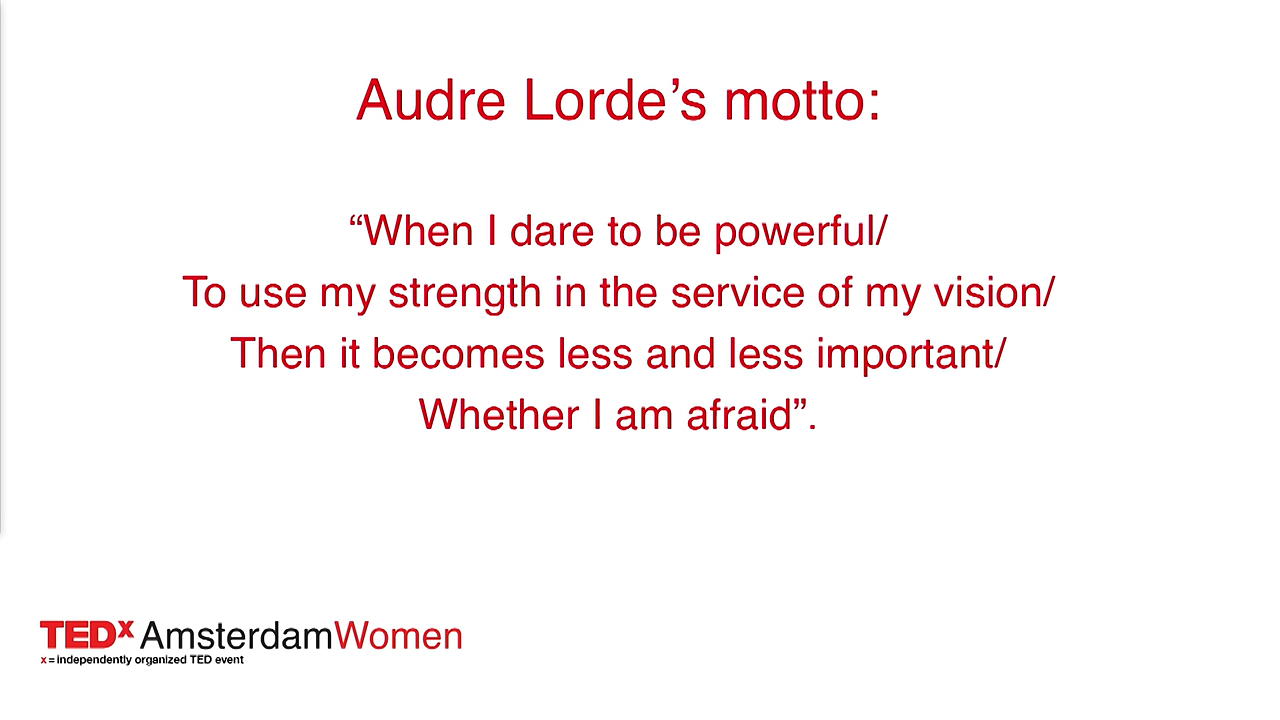 Audre Lorde’s motto:
“When I dare to be powerful/
To use my strength in the service of my vision/
Then it becomes less and less important/
Whether I am afraid”.
TEDx AmsterdamWomen
x = independently organized TED event